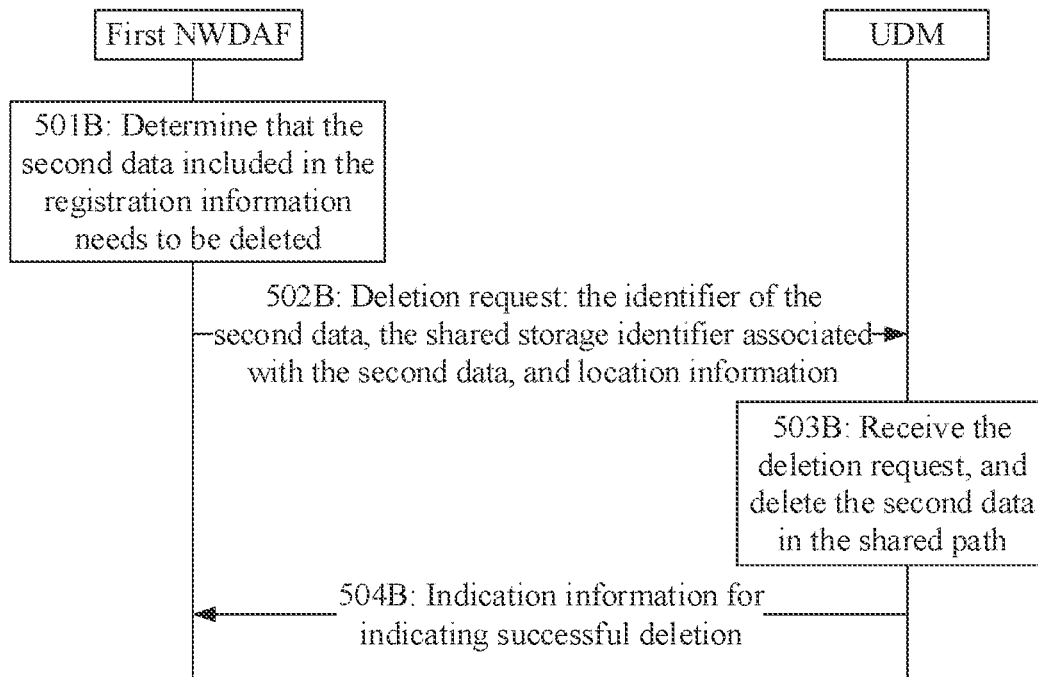 First NWDAF
UDM
501B: Determine that the
second data included in the
registration information
needs to be deleted
502B: Deletion request: the identifier of the
second data, the shared storage identifier associated
with the second data, and location information
503B: Receive the
deletion request, and
delete the second data
in the shared path
504B: Indication information for
indicating successful deletion